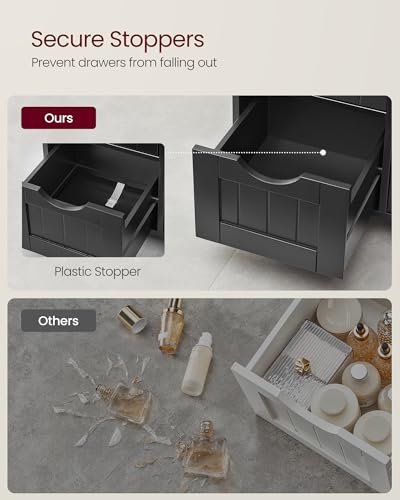 Secure Stoppers
Prevent drawers from falling out
Ours
Plastic Stopper
Others